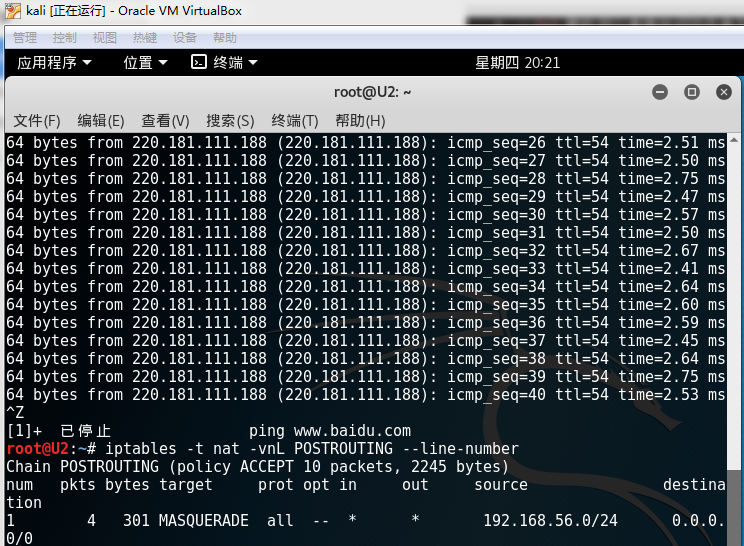 kali [正在运行] - Oracle VM VirtualBox
管理 控制 视图 热键 设备 帮助
应用程序 位置 终端 星期四 20:21
root@U2: ~
文件(F) 编辑(E) 查看(V) 搜索(S) 终端(T) 帮助(H)
64 bytes from 220.181.111.188 (220.181.111.188): icmp_seq=26 ttl=54 time=2.51 ms
64 bytes from 220.181.111.188 (220.181.111.188): icmp_seq=27 ttl=54 time=2.50 ms
64 bytes from 220.181.111.188 (220.181.111.188): icmp_seq=28 ttl=54 time=2.75 ms
64 bytes from 220.181.111.188 (220.181.111.188): icmp_seq=29 ttl=54 time=2.47 ms
64 bytes from 220.181.111.188 (220.181.111.188): icmp_seq=30 ttl=54 time=2.57 ms
64 bytes from 220.181.111.188 (220.181.111.188): icmp_seq=31 ttl=54 time=2.50 ms
64 bytes from 220.181.111.188 (220.181.111.188): icmp_seq=32 ttl=54 time=2.67 ms
64 bytes from 220.181.111.188 (220.181.111.188): icmp_seq=33 ttl=54 time=2.41 ms
64 bytes from 220.181.111.188 (220.181.111.188): icmp_seq=34 ttl=54 time=2.64 ms
64 bytes from 220.181.111.188 (220.181.111.188): icmp_seq=35 ttl=54 time=2.60 ms
64 bytes from 220.181.111.188 (220.181.111.188): icmp_seq=36 ttl=54 time=2.59 ms
64 bytes from 220.181.111.188 (220.181.111.188): icmp_seq=37 ttl=54 time=2.45 ms
64 bytes from 220.181.111.188 (220.181.111.188): icmp_seq=38 ttl=54 time=2.64 ms
64 bytes from 220.181.111.188 (220.181.111.188): icmp_seq=39 ttl=54 time=2.75 ms
64 bytes from 220.181.111.188 (220.181.111.188): icmp_seq=40 ttl=54 time=2.53 ms
^Z
[1]+ 已停止 ping www.baidu.com
root@U2:~# iptables -t nat -vnL POSTROUTING --line-number
Chain POSTROUTING (policy ACCEPT 10 packets, 2245 bytes)
num pkts bytes target prot opt in out source destina
tion
1 4 301 MASQUERADE all -- * * 192.168.56.0/24 0.0.0.
0/0